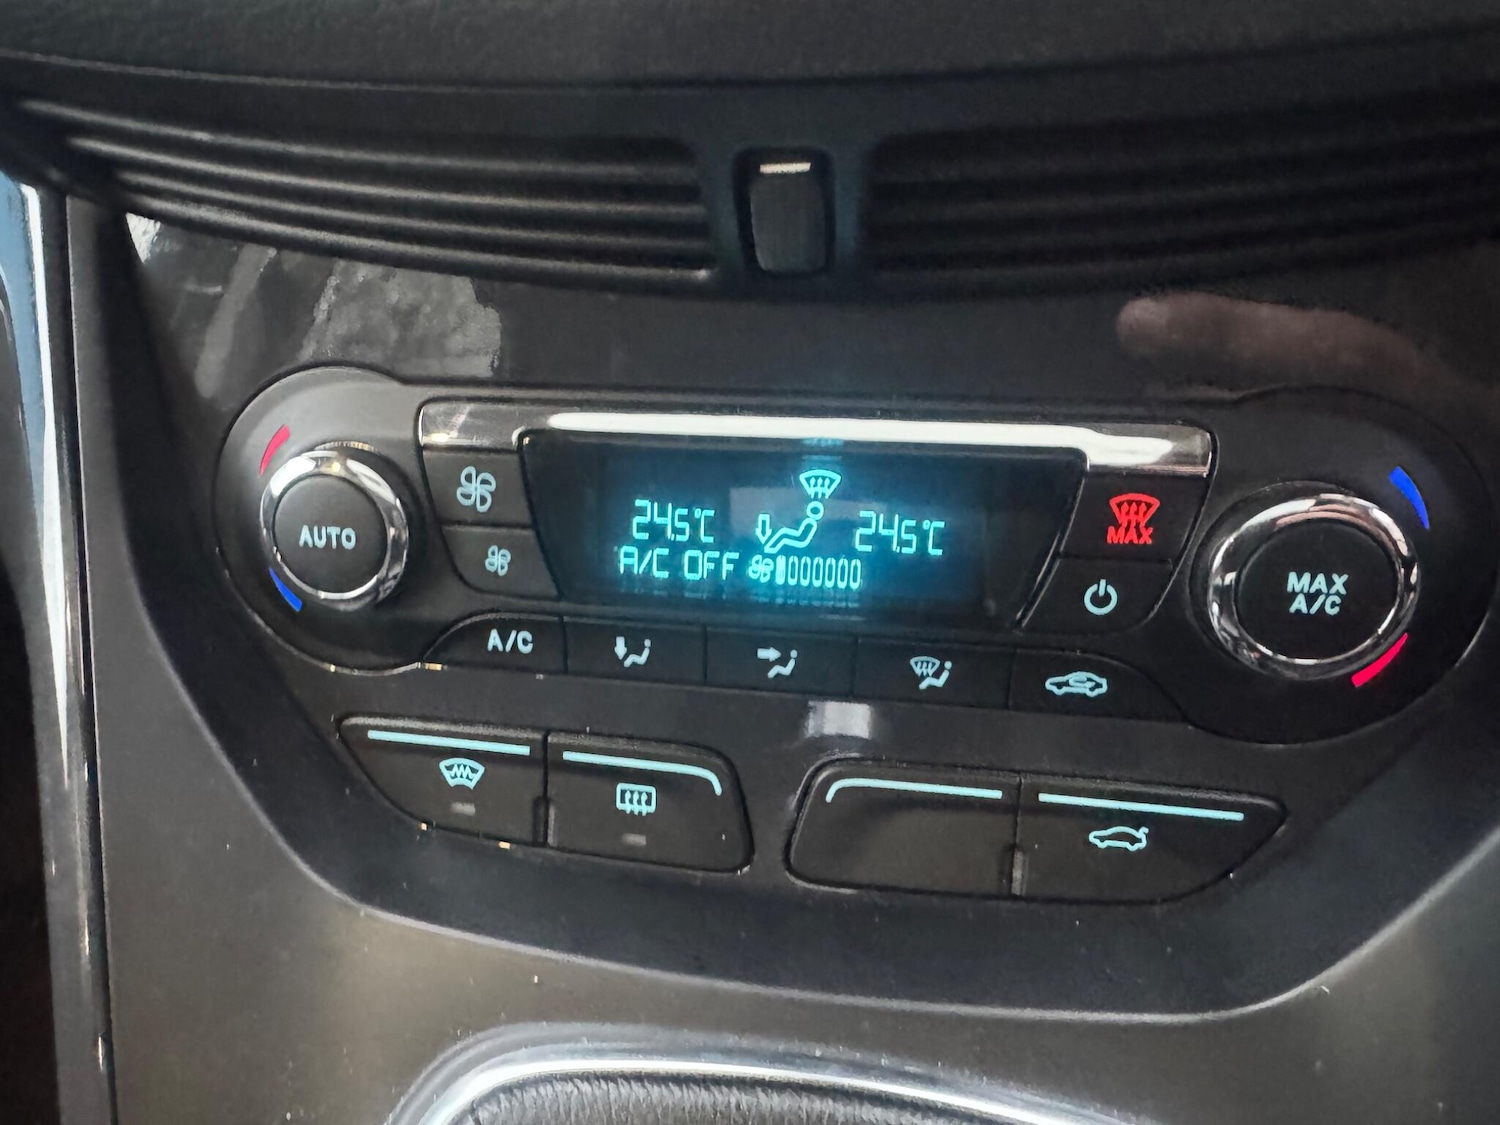 24.5°C
24.5°C
A/C OFF
AUTO
MAX
MAX
A/C
A/C